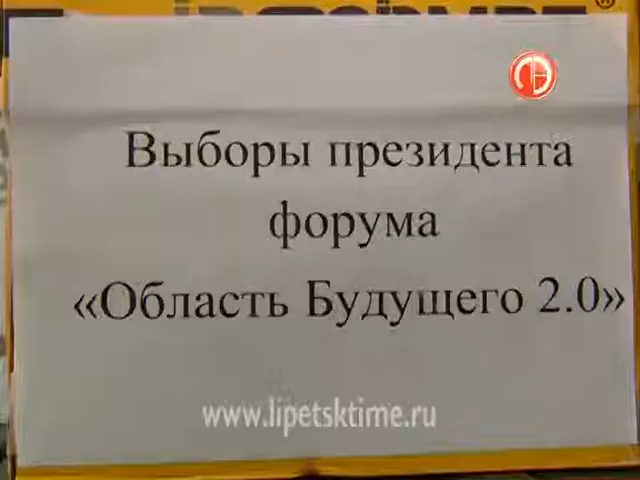 Выборы президента
форума
«Область Будущего 2.0»
www.lipetsktime.ru